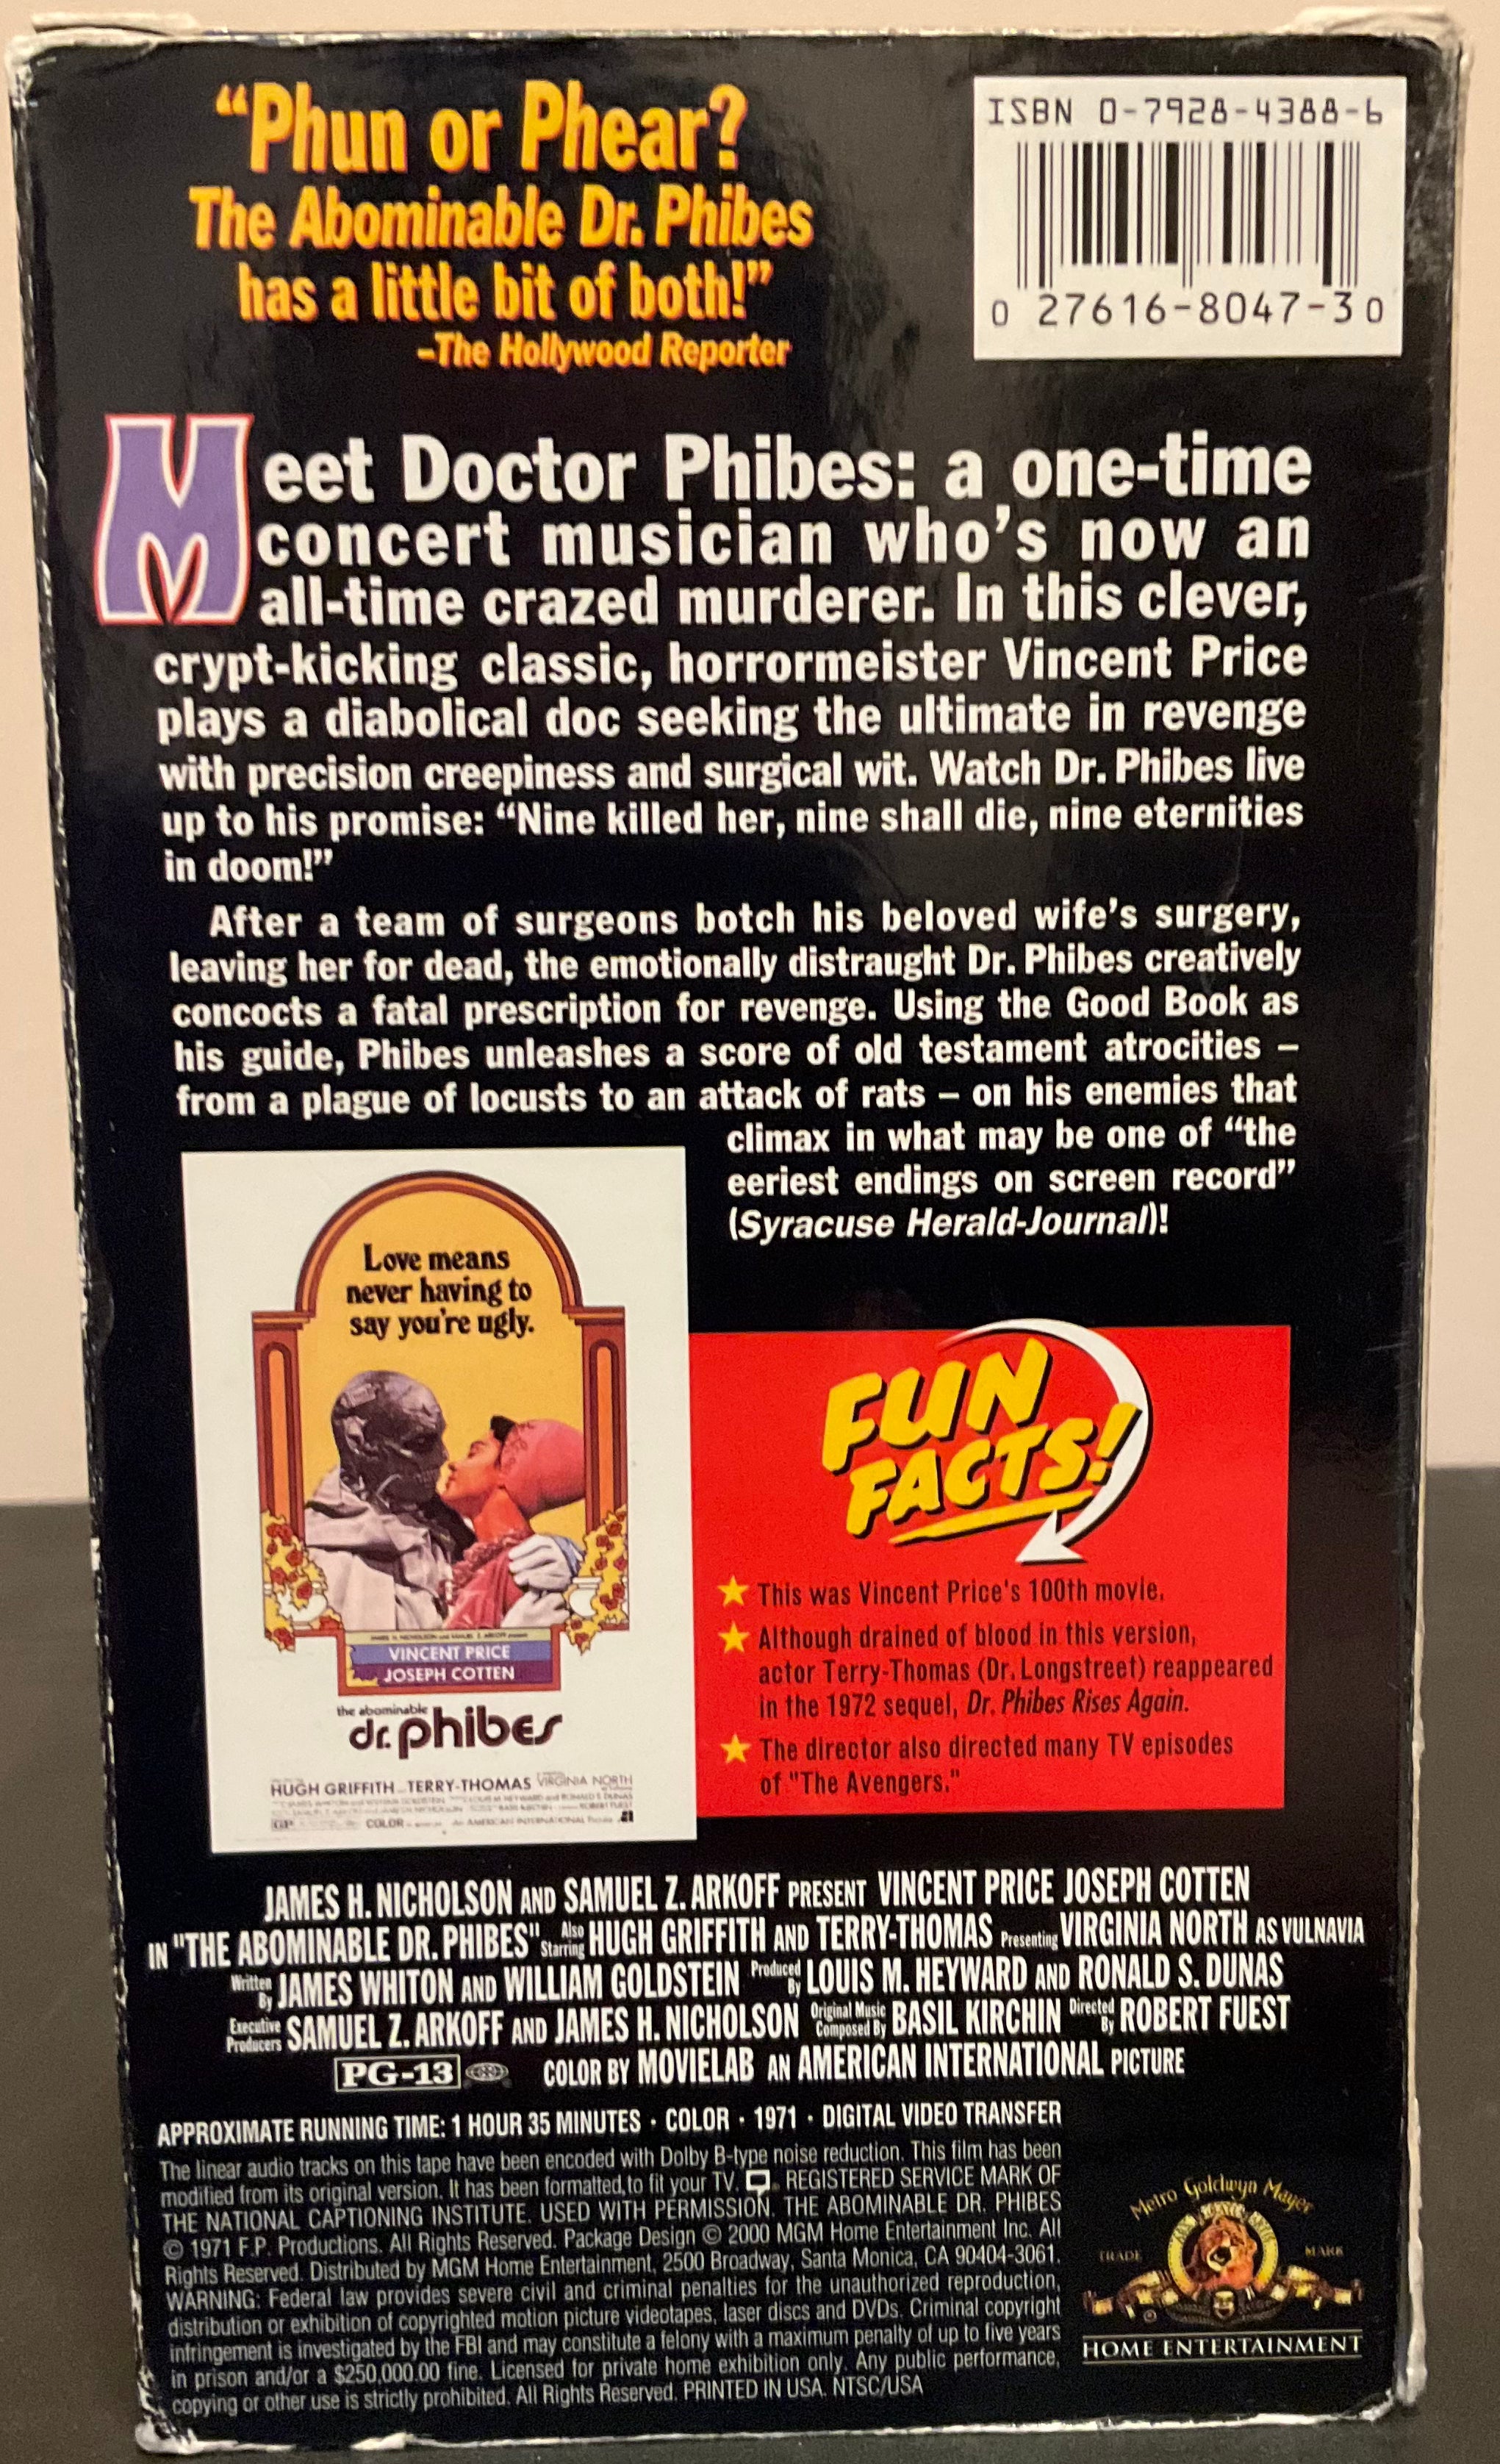 “Phun or Phear?
The Abominable Dr. Phibes
has a little bit of both!”
–The Hollywood Reporter
ISBN 0-7928-4388-6
0 27616-8047-3 0
Meet Doctor Phibes: a one-time
concert musician who’s now an
all-time crazed murderer. In this clever,
crypt-kicking classic, horrormeister Vincent Price
plays a diabolical doc seeking the ultimate in revenge
with precision creepiness and surgical wit. Watch Dr. Phibes live
up to his promise: “Nine killed her, nine shall die, nine eternities
in doom!”
After a team of surgeons botch his beloved wife’s surgery,
leaving her for dead, the emotionally distraught Dr. Phibes creatively
concocts a fatal prescription for revenge. Using the Good Book as
his guide, Phibes unleashes a score of old testament atrocities –
from a plague of locusts to an attack of rats – on his enemies that
climax in what may be one of “the
eeriest endings on screen record”
(Syracuse Herald-Journal)!
Love means
never having to
say you're ugly.
VINCENT PRICE
JOSEPH COTTEN
the abominable
dr. phibes
HUGH GRIFFITH TERRY-THOMAS VIRGINIA NORTH
GP COLOR AN AMERICAN INTERNATIONAL Picture
FUN
FACTS!
This was Vincent Price's 100th movie.
Although drained of blood in this version,
actor Terry-Thomas (Dr. Longstreet) reappeared
in the 1972 sequel, Dr. Phibes Rises Again.
The director also directed many TV episodes
of "The Avengers."
JAMES H. NICHOLSON AND SAMUEL Z. ARKOFF PRESENT VINCENT PRICE JOSEPH COTTEN
IN "THE ABOMINABLE DR. PHIBES" Also Starring HUGH GRIFFITH AND TERRY-THOMAS Presenting VIRGINIA NORTH AS VULNAVIA
Written By JAMES WHITON AND WILLIAM GOLDSTEIN Produced By LOUIS M. HEYWARD AND RONALD S. DUNAS
Executive Producers SAMUEL Z. ARKOFF AND JAMES H. NICHOLSON Original Music Composed By BASIL KIRCHIN Directed By ROBERT FUEST
PG-13 COLOR BY MOVIELAB AN AMERICAN INTERNATIONAL PICTURE
APPROXIMATE RUNNING TIME: 1 HOUR 35 MINUTES · COLOR · 1971 · DIGITAL VIDEO TRANSFER
The linear audio tracks on this tape have been encoded with Dolby B-type noise reduction. This film has been
modified from its original version. It has been formatted to fit your TV. REGISTERED SERVICE MARK OF
THE NATIONAL CAPTIONING INSTITUTE. USED WITH PERMISSION. THE ABOMINABLE DR. PHIBES
© 1971 F.P. Productions. All Rights Reserved. Package Design © 2000 MGM Home Entertainment Inc. All
Rights Reserved. Distributed by MGM Home Entertainment, 2500 Broadway, Santa Monica, CA 90404-3061.
WARNING: Federal law provides severe civil and criminal penalties for the unauthorized reproduction,
distribution or exhibition of copyrighted motion picture videotapes, laser discs and DVDs. Criminal copyright
infringement is investigated by the FBI and may constitute a felony with a maximum penalty of up to five years
in prison and/or a $250,000.00 fine. Licensed for private home exhibition only. Any public performance,
copying or other use is strictly prohibited. All Rights Reserved. PRINTED IN USA. NTSC/USA
Metro Goldwyn Mayer
TRADE MARK
HOME ENTERTAINMENT